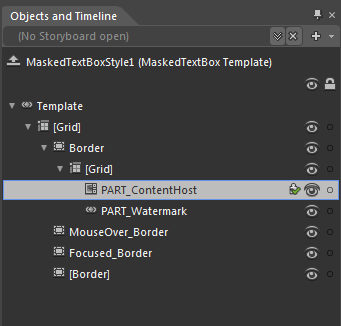 Objects and Timeline
(No Storyboard open)
MaskedTextBoxStyle1 (MaskedTextBox Template)
Template
[Grid]
Border
[Grid]
PART_ContentHost
PART_Watermark
MouseOver_Border
Focused_Border
[Border]